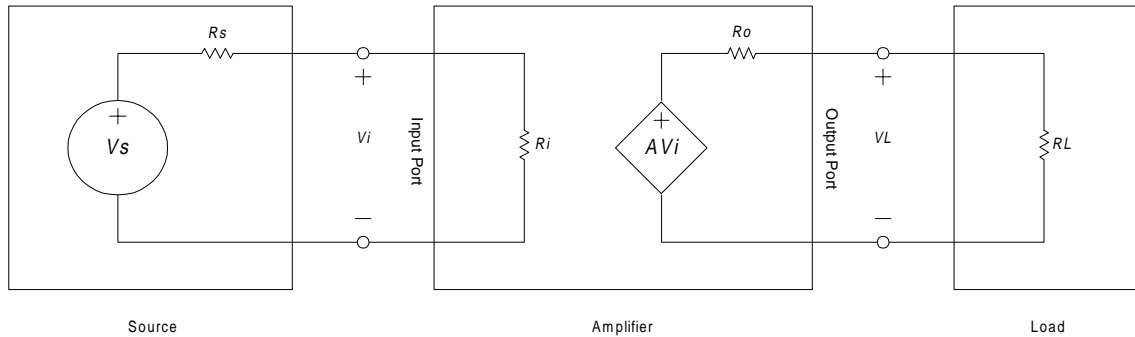 Rs
Ro
+
+
+
+
Vs
Vi
Input Port
Ri
AVi
Output Port
VL
RL
−
−
Source
Amplifier
Load